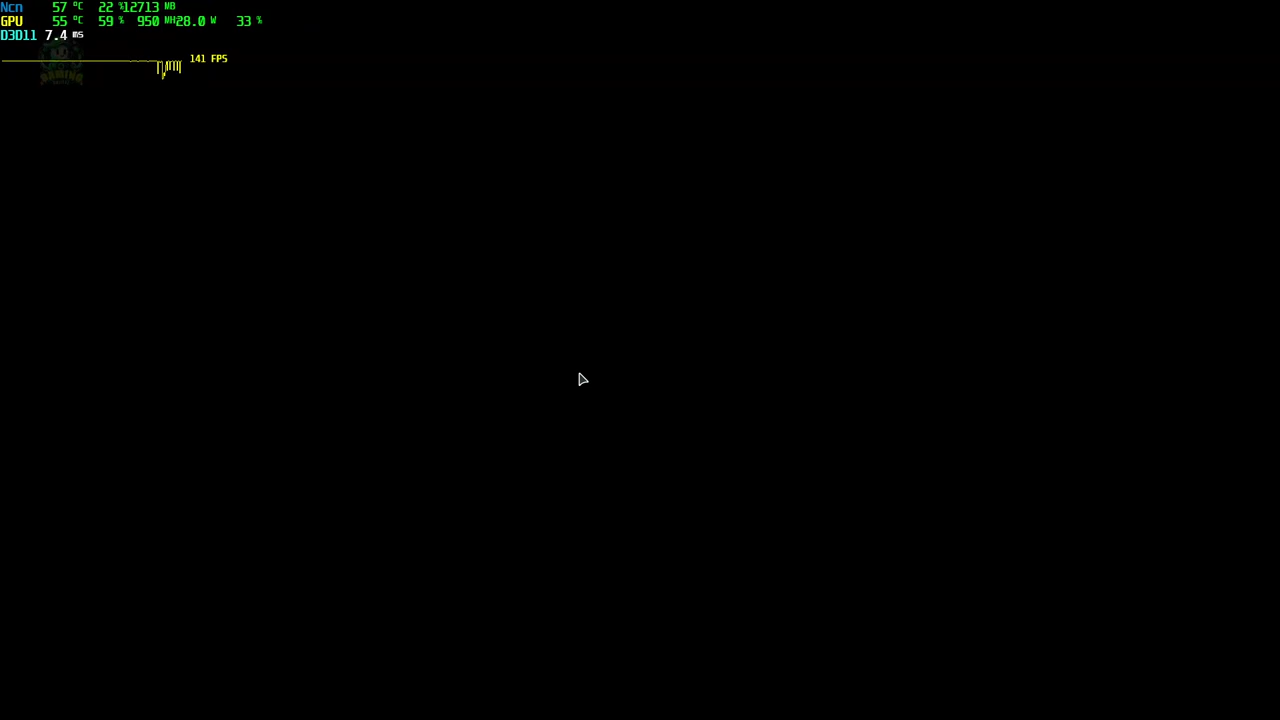 Ncn 57 °C 22 % 12713 MB
GPU 55 °C 59 % 950 MHz 28.0 W 33 %
D3D11 7.4 ms
141 FPS
GAMING